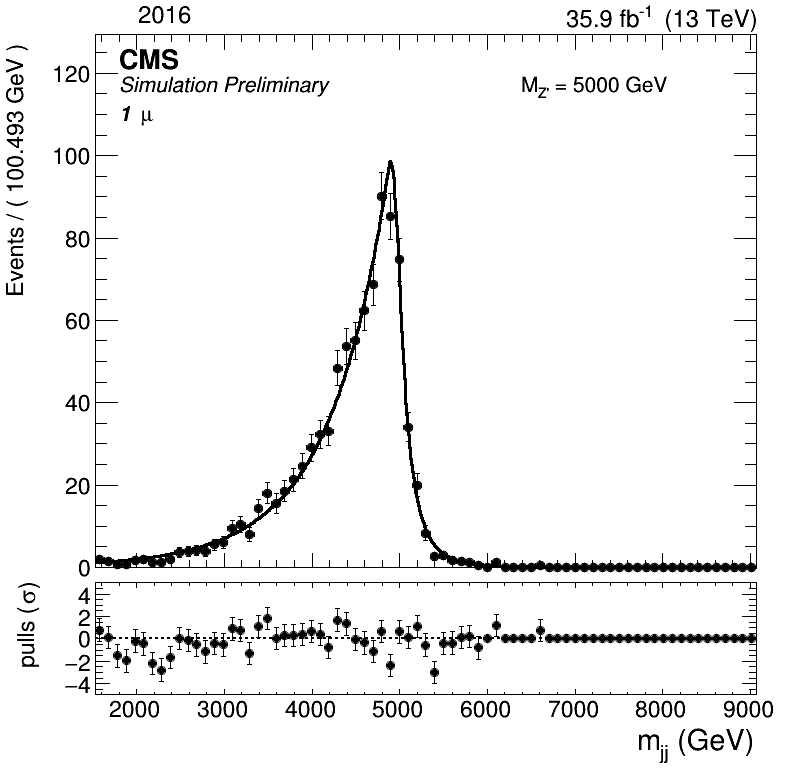 2016 35.9 fb⁻¹ (13 TeV)
CMS
Simulation Preliminary
M_Z' = 5000 GeV
1 μ
Events / ( 100.493 GeV )
120
100
80
60
40
20
0
pulls (σ)
4
2
0
−2
−4
2000 3000 4000 5000 6000 7000 8000 9000
m_jj (GeV)